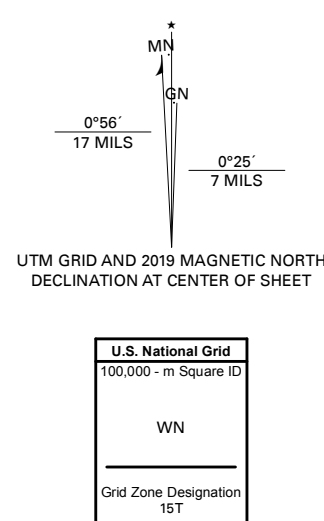 MN
GN
0°56´
17 MILS
0°25´
7 MILS
UTM GRID AND 2019 MAGNETIC NORTH
DECLINATION AT CENTER OF SHEET
U.S. National Grid
100,000 - m Square ID
WN
Grid Zone Designation
15T